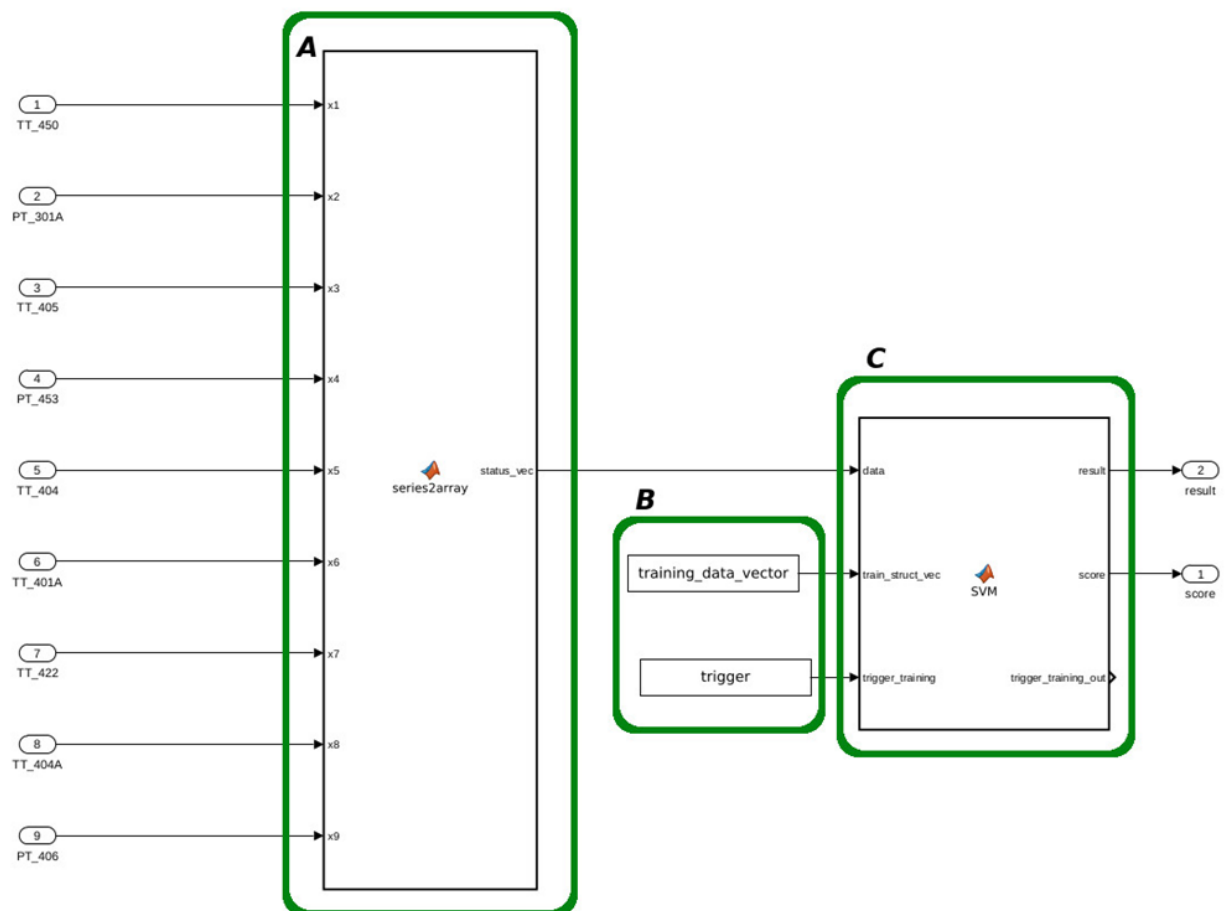 A
1
TT_450
x1
2
PT_301A
x2
3
TT_405
x3
4
PT_453
x4
5
TT_404
x5
6
TT_401A
x6
7
TT_422
x7
8
TT_404A
x8
9
PT_406
x9
series2array
status_vec
B
training_data_vector
trigger
C
data
train_struct_vec
trigger_training
SVM
result
score
trigger_training_out
2
result
1
score